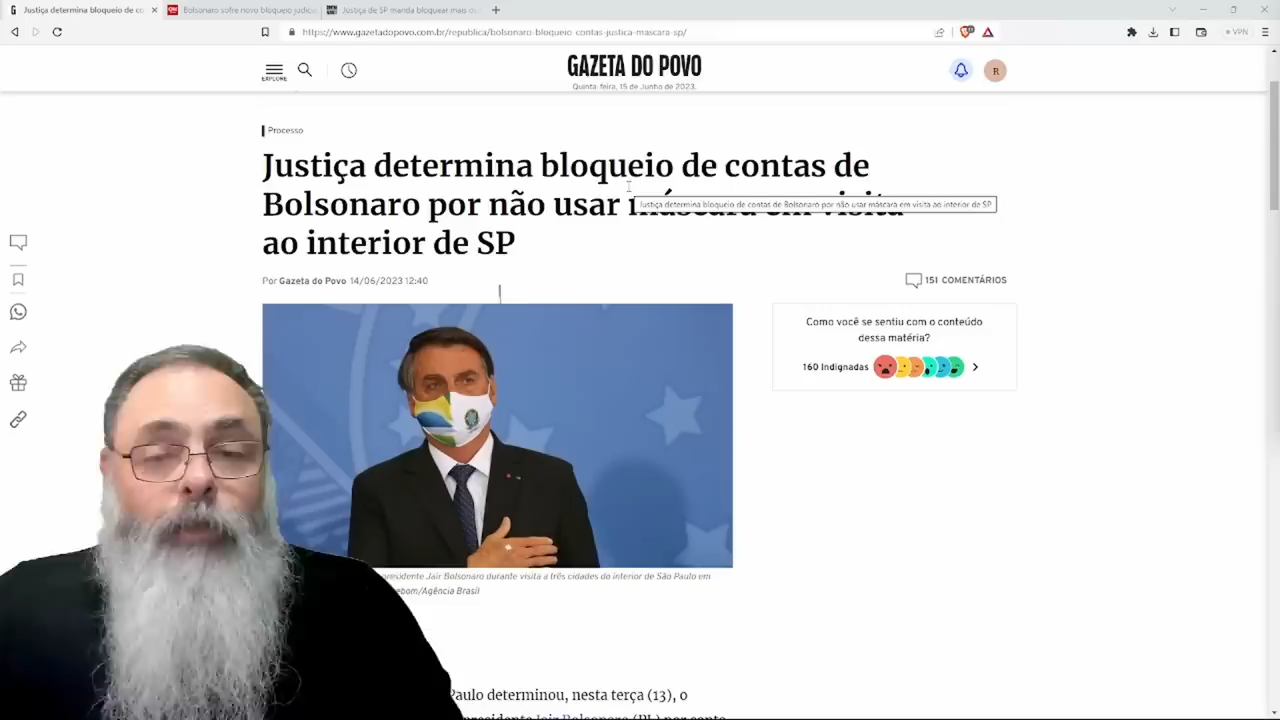 Justiça determina bloqueio de co
Bolsonaro sofre novo bloqueio judicia
Justiça de SP manda bloquear mais de
https://www.gazetadopovo.com.br/republica/bolsonaro-bloqueio-contas-justica-mascara-sp/
VPN
EXPLORE
GAZETA DO POVO
Quinta-feira, 15 de Junho de 2023.
R
Processo
Justiça determina bloqueio de contas de
Bolsonaro por não usar máscara em visita
Justiça determina bloqueio de contas de Bolsonaro por não usar máscara em visita ao interior de SP
ao interior de SP
Por Gazeta do Povo 14/06/2023 12:40
151 COMENTÁRIOS
Como você se sentiu com o conteúdo
dessa matéria?
160 Indignadas
presidente Jair Bolsonaro durante visita a três cidades do interior de São Paulo em
ebom/Agência Brasil
Paulo determinou, nesta terça (13), o
presidente Jair Bolsonaro (PL) por conta